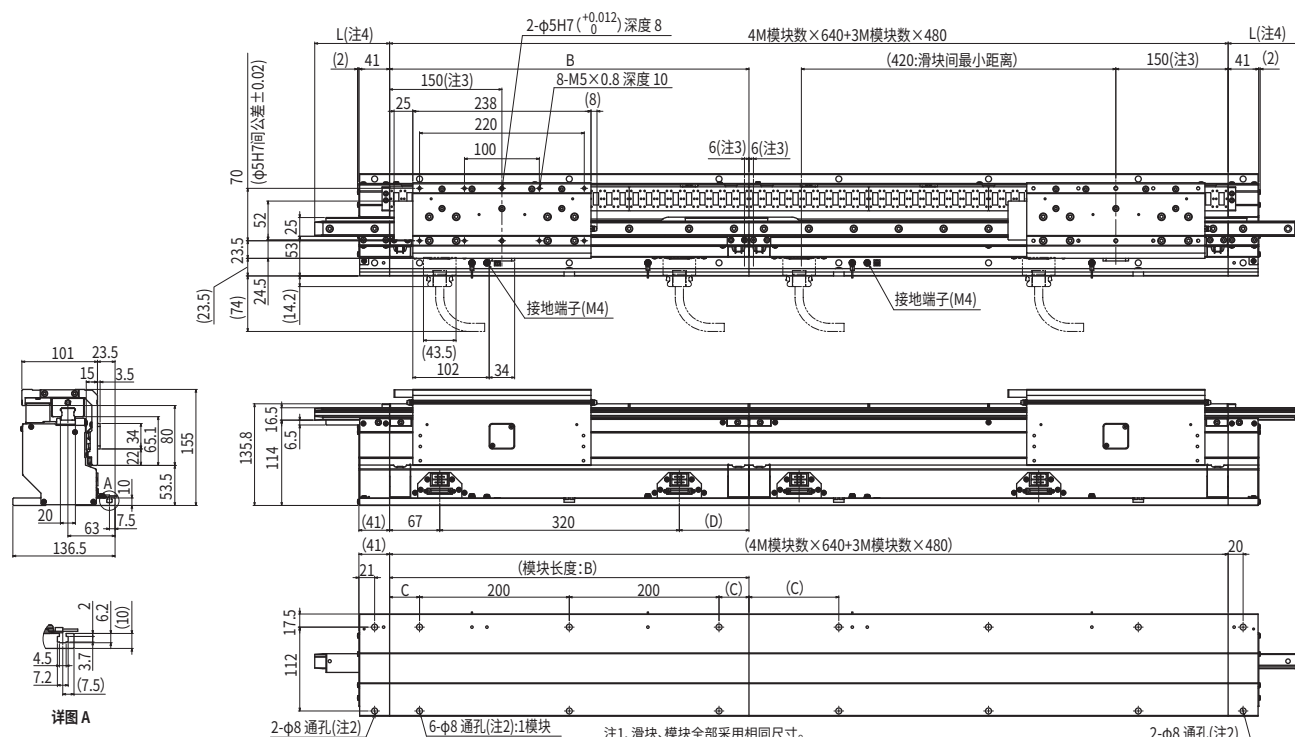 L(注4)
2-φ5H7 (+0.012 0) 深度 8
4M模块数×640+3M模块数×480
L(注4)
(2)
41
B
(420:滑块间最小距离)
150(注3)
41
(2)
150(注3)
8-M5×0.8 深度 10
25
238
(8)
220
100
6(注3)
6(注3)
70
(φ5H7间公差±0.02)
52
25
23.5
53
(23.5)
(74)
24.5
(14.2)
接地端子(M4)
接地端子(M4)
(43.5)
102
34
101
23.5
15
3.5
34
22
65.1
80
155
53.5
A
10
20
63
7.5
136.5
135.8
114
16.5
6.5
(41)
67
320
(D)
(41)
(4M模块数×640+3M模块数×480)
20
21
(模块长度:B)
C
200
200
(C)
(C)
17.5
112
2
6.2
(10)
4.5
7.2
3.7
(7.5)
详图 A
2-φ8 通孔(注2)
6-φ8 通孔(注2):1模块
注1. 滑块、模块全部采用相同尺寸。
2-φ8 通孔(注2)